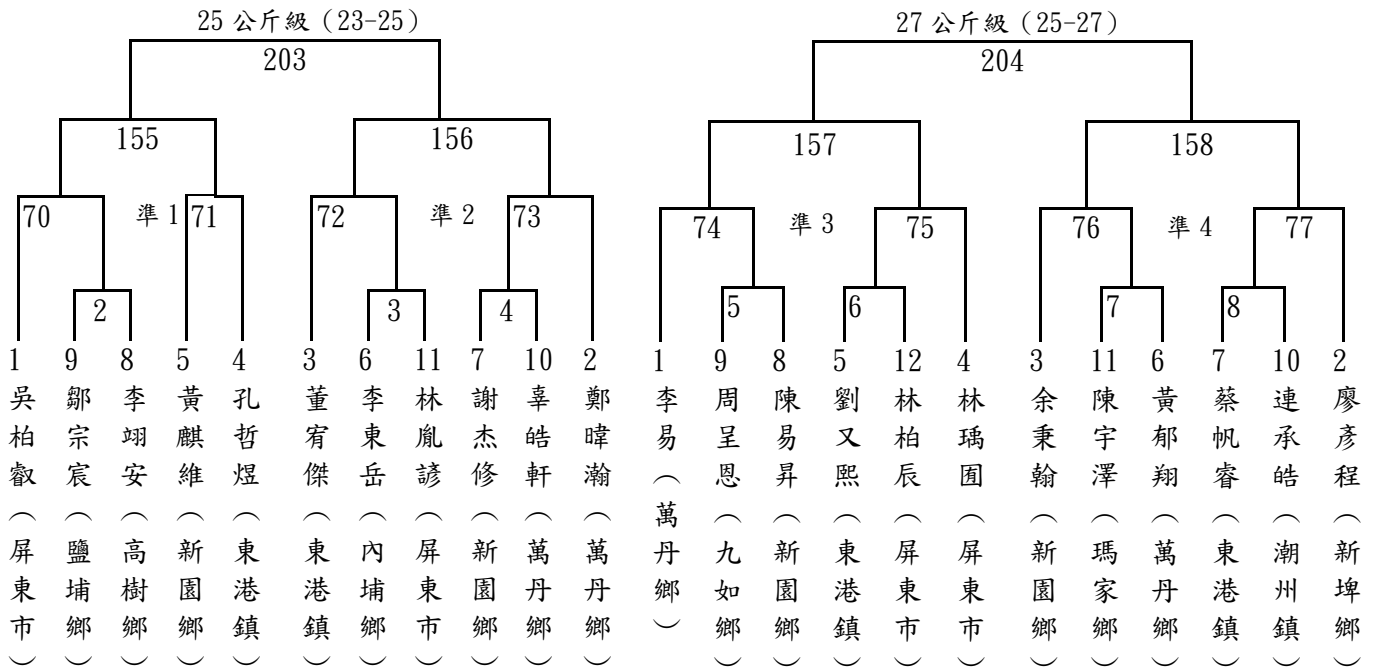 25 公斤級（23-25）
203
155
156
70
準 1
71
72
準 2
73
2
3
4
1 吳柏叡（屏東市）
9 鄒宗宸（鹽埔鄉）
8 李翊安（高樹鄉）
5 黃麒維（新園鄉）
4 孔哲煜（東港鎮）
3 董宥傑（東港鎮）
6 李東岳（內埔鄉）
11 林胤諺（屏東市）
7 謝杰修（新園鄉）
10 辜皓軒（萬丹鄉）
2 鄭暐瀚（萬丹鄉）
27 公斤級（25-27）
204
157
158
74
準 3
75
76
準 4
77
5
6
7
8
1 李易（萬丹鄉）
9 周呈恩（九如鄉）
8 陳易昇（新園鄉）
5 劉又熙（東港鎮）
12 林柏辰（屏東市）
4 林瑀囿（屏東市）
3 余秉翰（新園鄉）
11 陳宇澤（瑪家鄉）
6 黃郁翔（萬丹鄉）
7 蔡帆睿（東港鎮）
10 連承皓（潮州鎮）
2 廖彥程（新埤鄉）